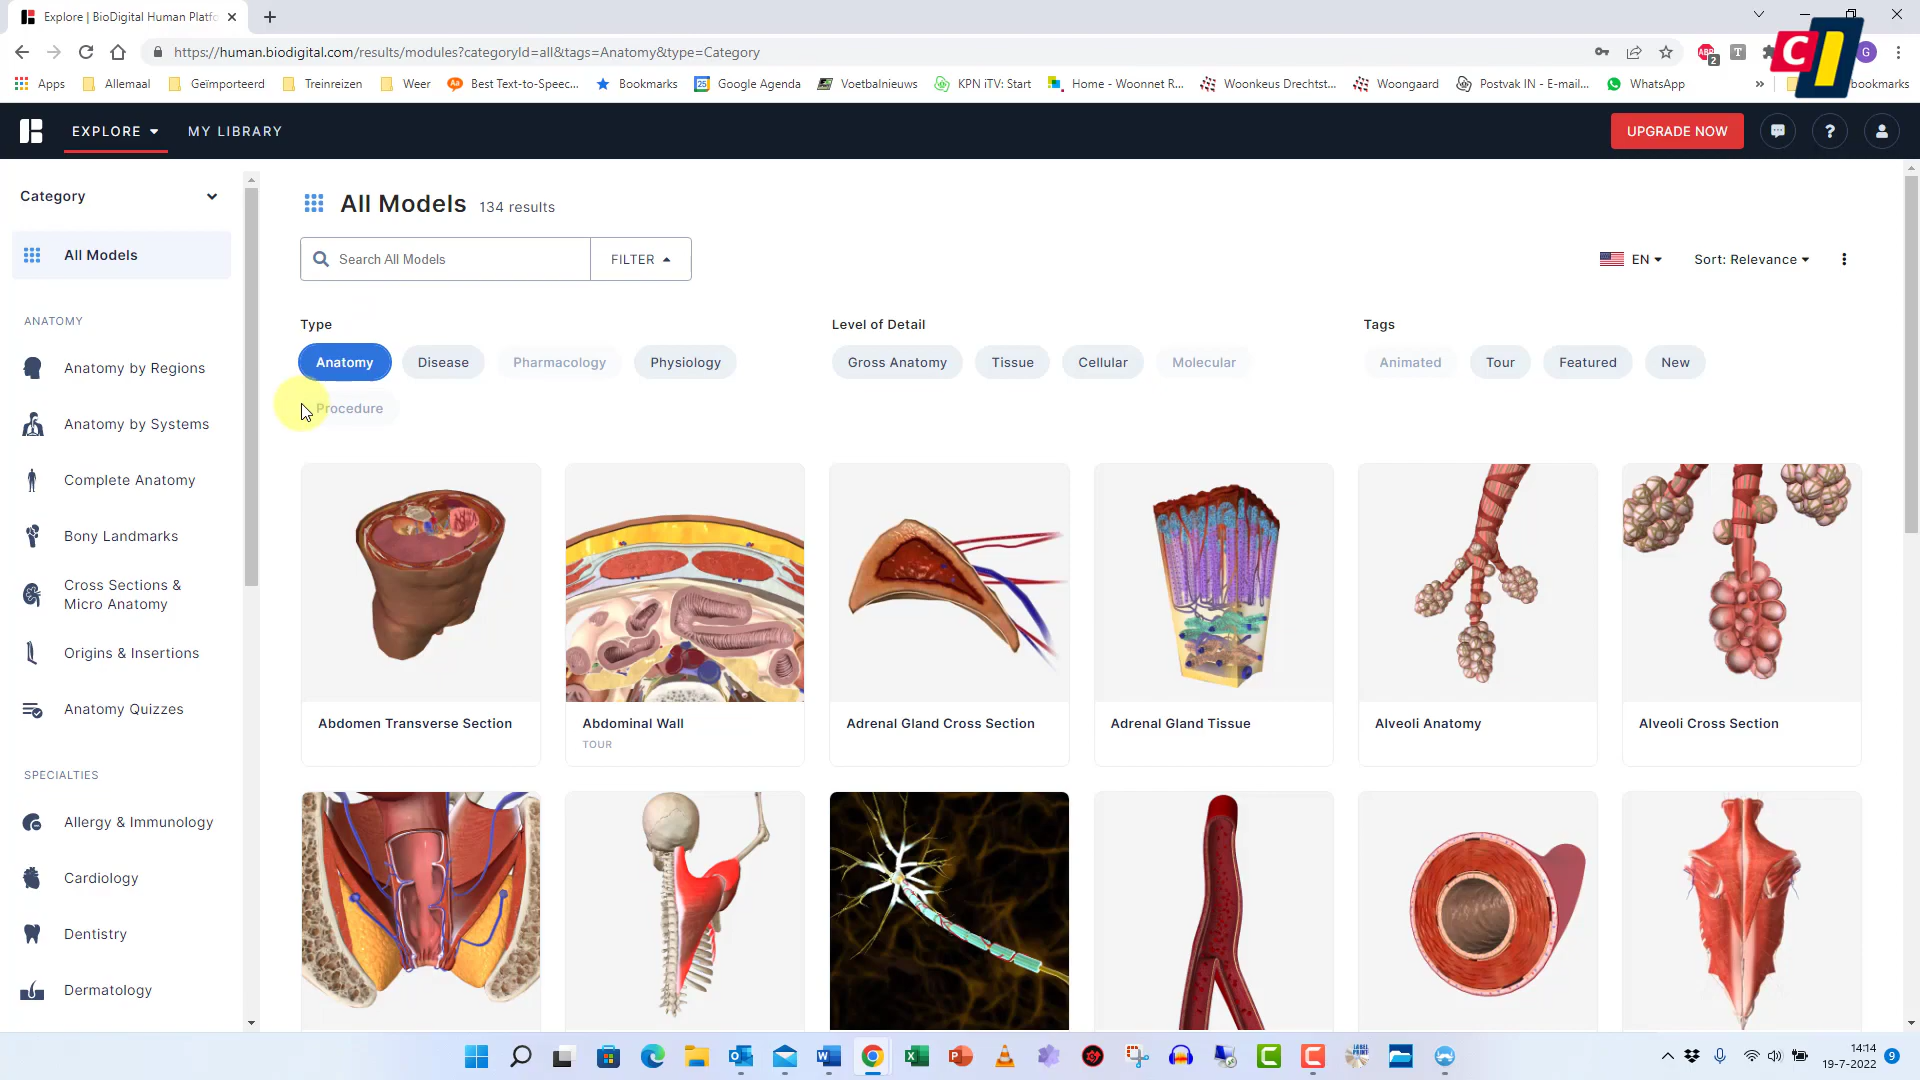 Explore | BioDigital Human Platfo
https://human.biodigital.com/results/modules?categoryId=all&tags=Anatomy&type=Category
ABP
2
T
G
CI
Apps
Allemaal
Geïmporteerd
Treinreizen
Weer
Best Text-to-Speec...
Bookmarks
Google Agenda
Voetbalnieuws
KPN iTV: Start
Home - Woonnet R...
Woonkeus Drechtst...
Woongaard
Postvak IN - E-mail...
WhatsApp
»
bookmarks
EXPLORE
MY LIBRARY
UPGRADE NOW
?
Category
All Models
ANATOMY
Anatomy by Regions
Anatomy by Systems
Complete Anatomy
Bony Landmarks
Cross Sections &
Micro Anatomy
Origins & Insertions
Anatomy Quizzes
SPECIALTIES
Allergy & Immunology
Cardiology
Dentistry
Dermatology
All Models 134 results
Search All Models
FILTER
EN
Sort: Relevance
Type
Anatomy
Disease
Pharmacology
Physiology
Procedure
Level of Detail
Gross Anatomy
Tissue
Cellular
Molecular
Tags
Animated
Tour
Featured
New
Abdomen Transverse Section
Abdominal Wall
TOUR
Adrenal Gland Cross Section
Adrenal Gland Tissue
Alveoli Anatomy
Alveoli Cross Section
14:14
19-7-2022
9